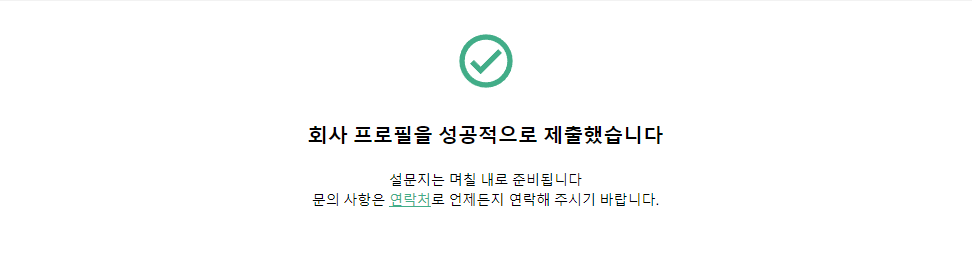 회사 프로필을 성공적으로 제출했습니다
설문지는 며칠 내로 준비됩니다
문의 사항은 연락처로 언제든지 연락해 주시기 바랍니다.